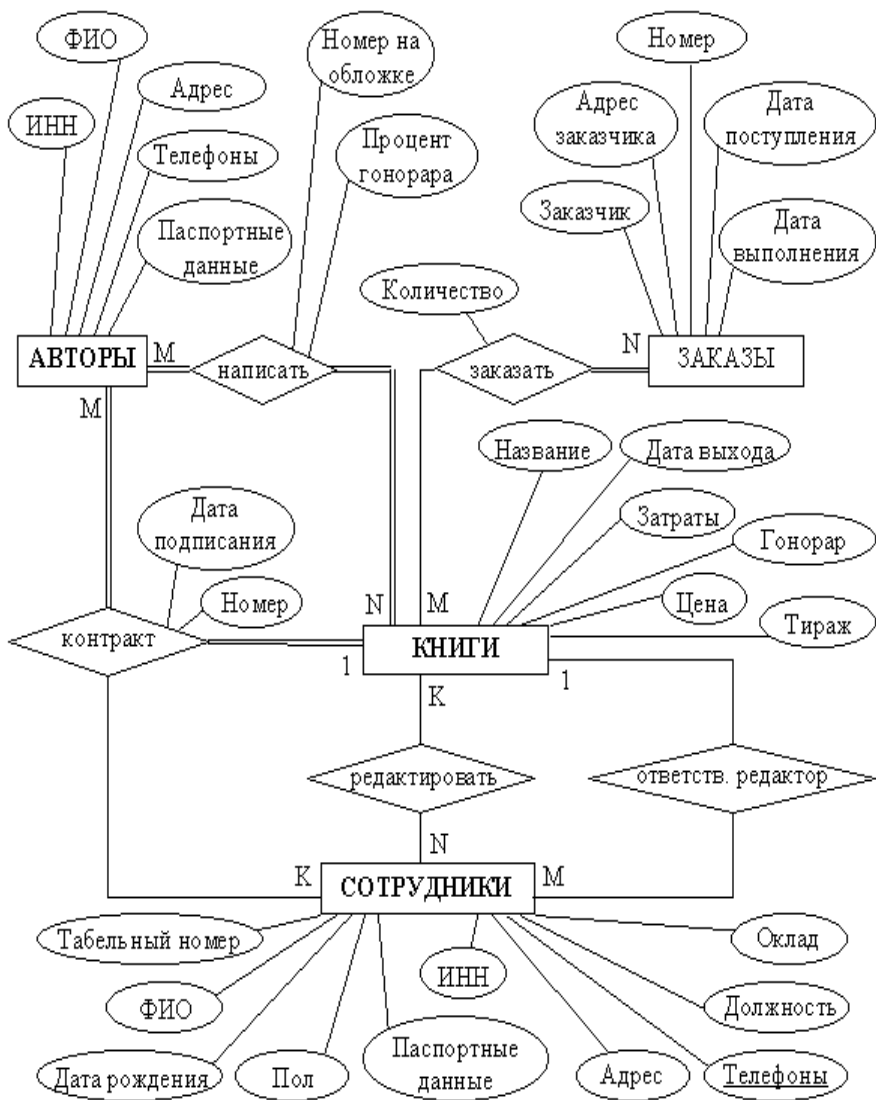 ФИО
Номер на
обложке
Номер
Адрес
Адрес
заказчика
Дата
поступления
ИНН
Телефоны
Процент
гонорара
Заказчик
Паспортные
данные
Дата
выполнения
Количество
АВТОРЫ
M
написать
заказать
N
ЗАКАЗЫ
M
Название
Дата выхода
Затраты
Дата
подписания
Гонорар
Номер
N
M
Цена
Тираж
контракт
КНИГИ
1
K
1
редактировать
ответств. редактор
N
K
СОТРУДНИКИ
M
Табельный номер
Оклад
ИНН
ФИО
Должность
Паспортные
данные
Дата рождения
Пол
Адрес
Телефоны